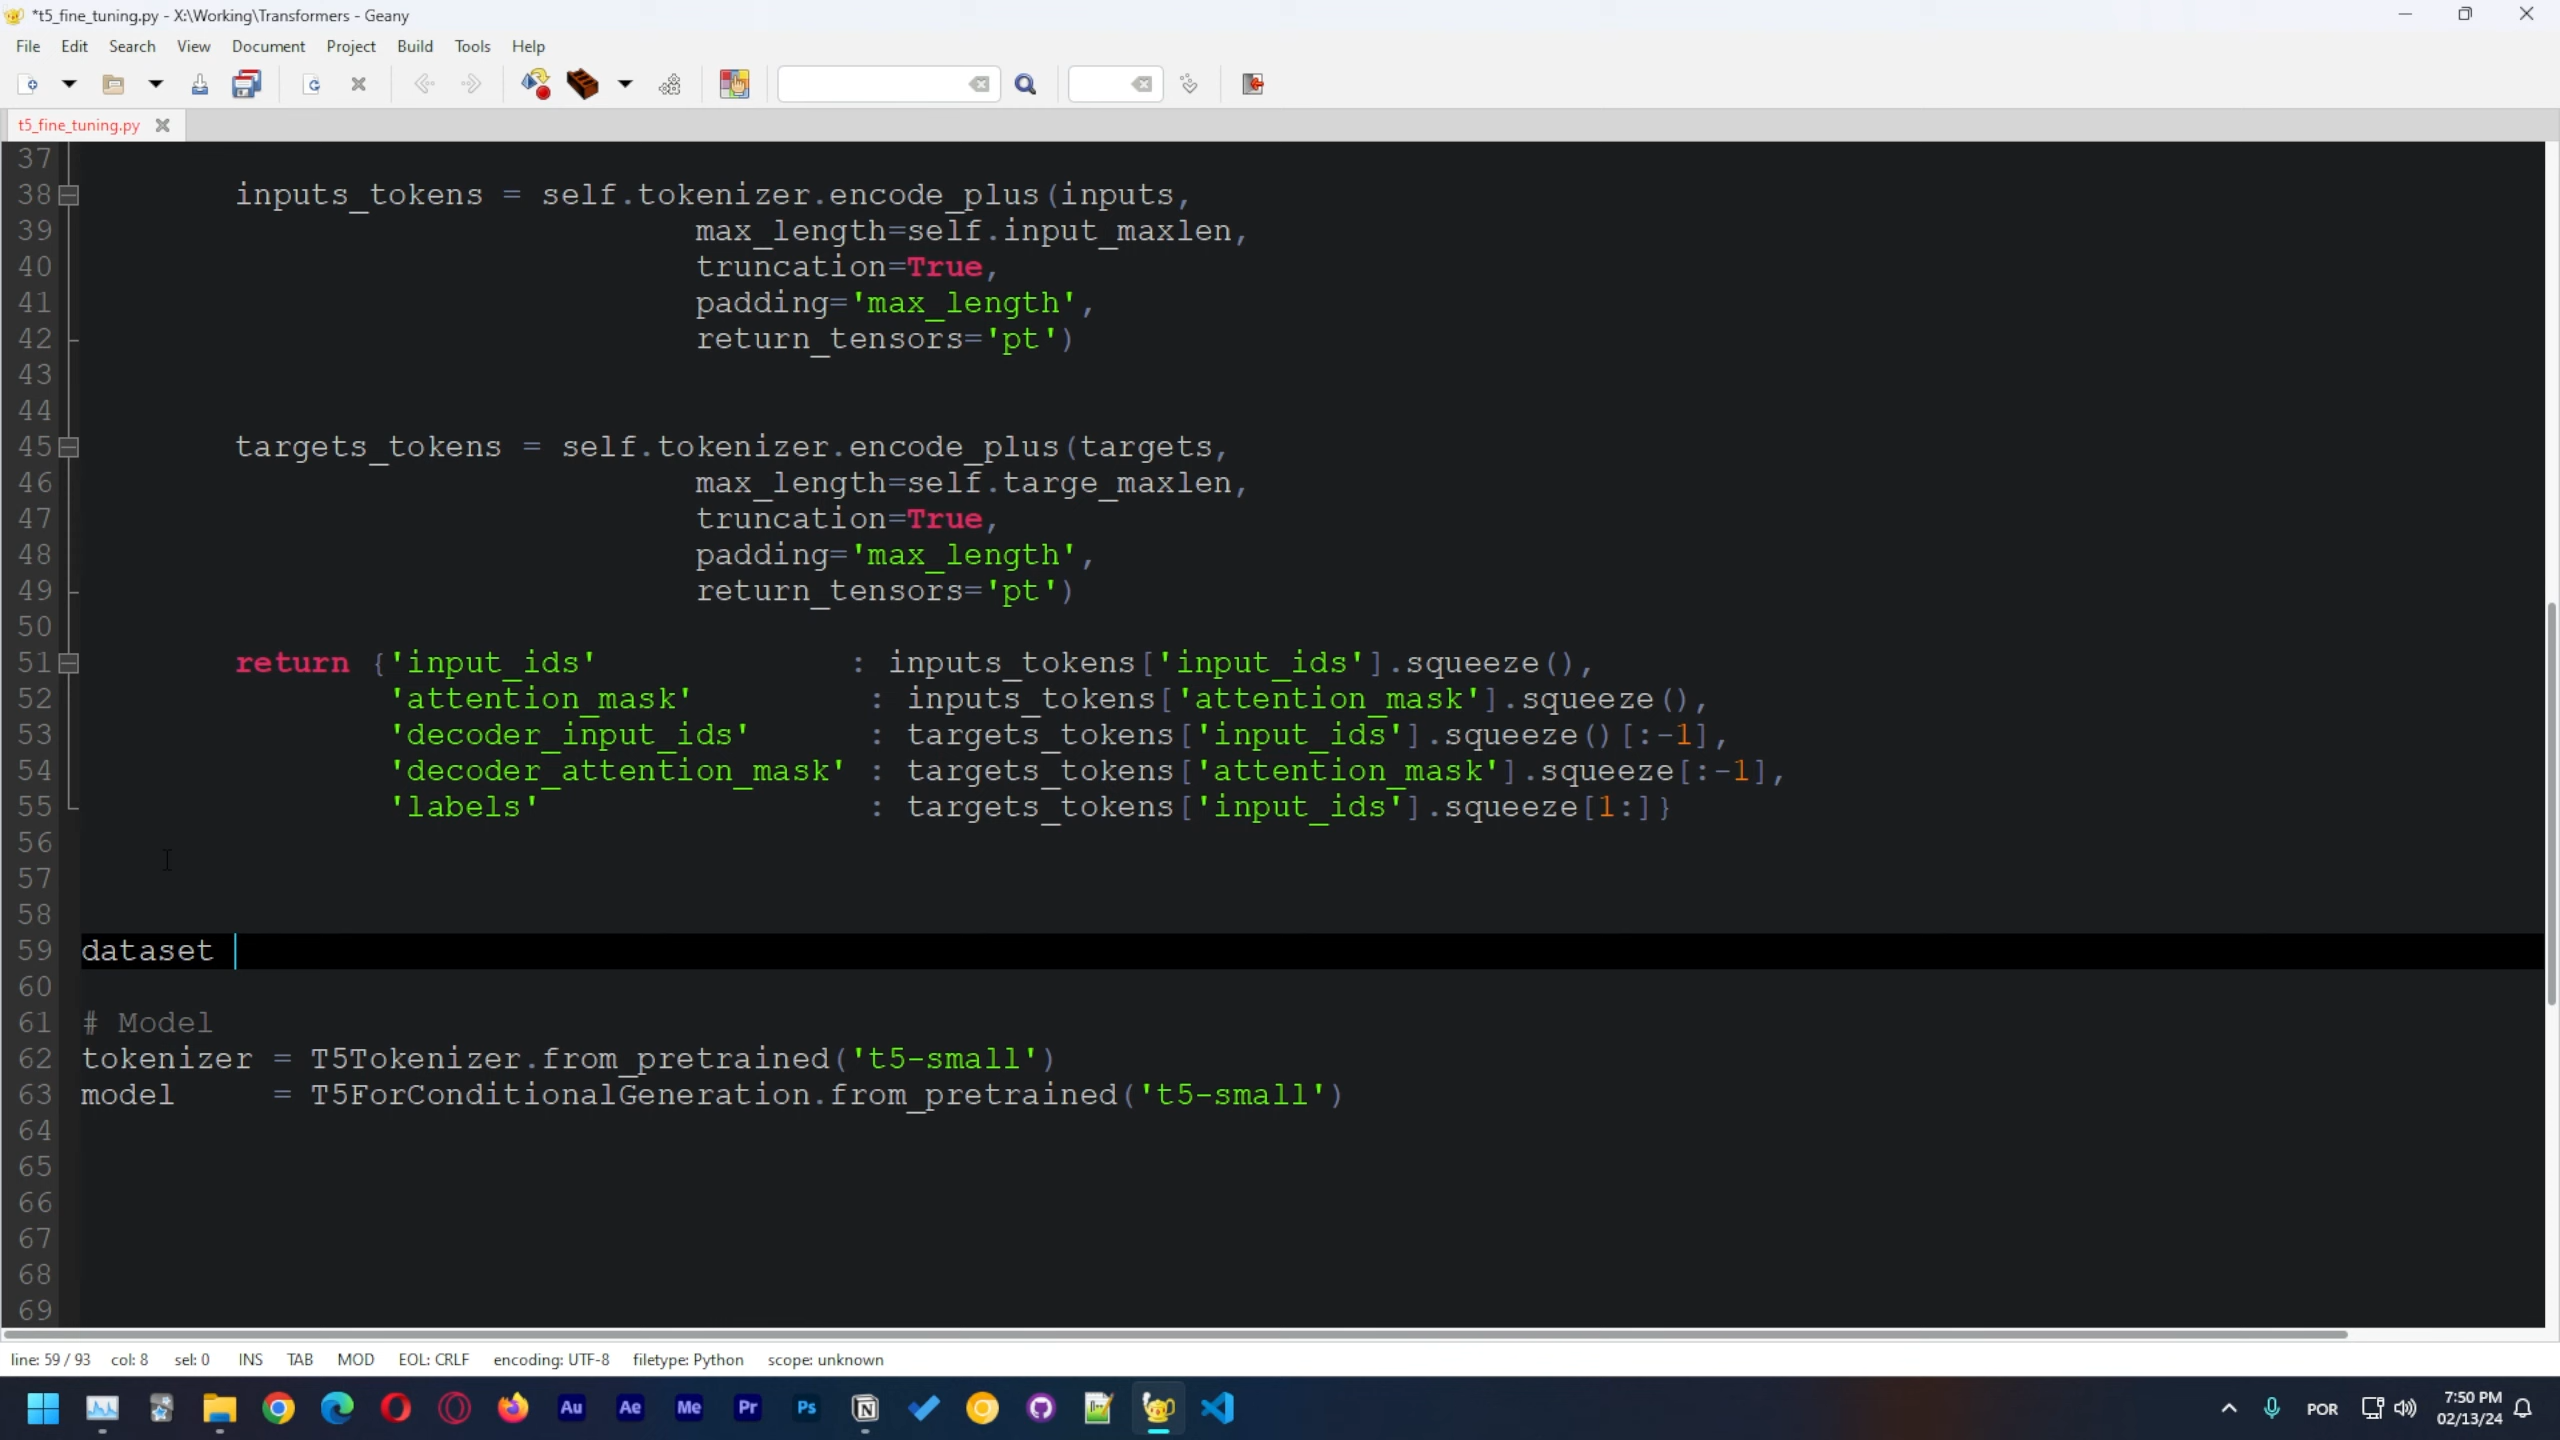 *t5_fine_tuning.py - X:\Working\Transformers - Geany
File Edit Search View Document Project Build Tools Help
t5_fine_tuning.py
37
38 inputs_tokens = self.tokenizer.encode_plus(inputs,
39 max_length=self.input_maxlen,
40 truncation=True,
41 padding='max_length',
42 return_tensors='pt')
43
44
45 targets_tokens = self.tokenizer.encode_plus(targets,
46 max_length=self.targe_maxlen,
47 truncation=True,
48 padding='max_length',
49 return_tensors='pt')
50
51 return {'input_ids' : inputs_tokens['input_ids'].squeeze(),
52 'attention_mask' : inputs_tokens['attention_mask'].squeeze(),
53 'decoder_input_ids' : targets_tokens['input_ids'].squeeze()[:-1],
54 'decoder_attention_mask' : targets_tokens['attention_mask'].squeeze[:-1],
55 'labels' : targets_tokens['input_ids'].squeeze[1:]}
56
57
58
59 dataset
60
61 # Model
62 tokenizer = T5Tokenizer.from_pretrained('t5-small')
63 model = T5ForConditionalGeneration.from_pretrained('t5-small')
64
65
66
67
68
69
line: 59 / 93 col: 8 sel: 0 INS TAB MOD EOL: CRLF encoding: UTF-8 filetype: Python scope: unknown
Au Ae Me Pr Ps N POR 7:50 PM
02/13/24